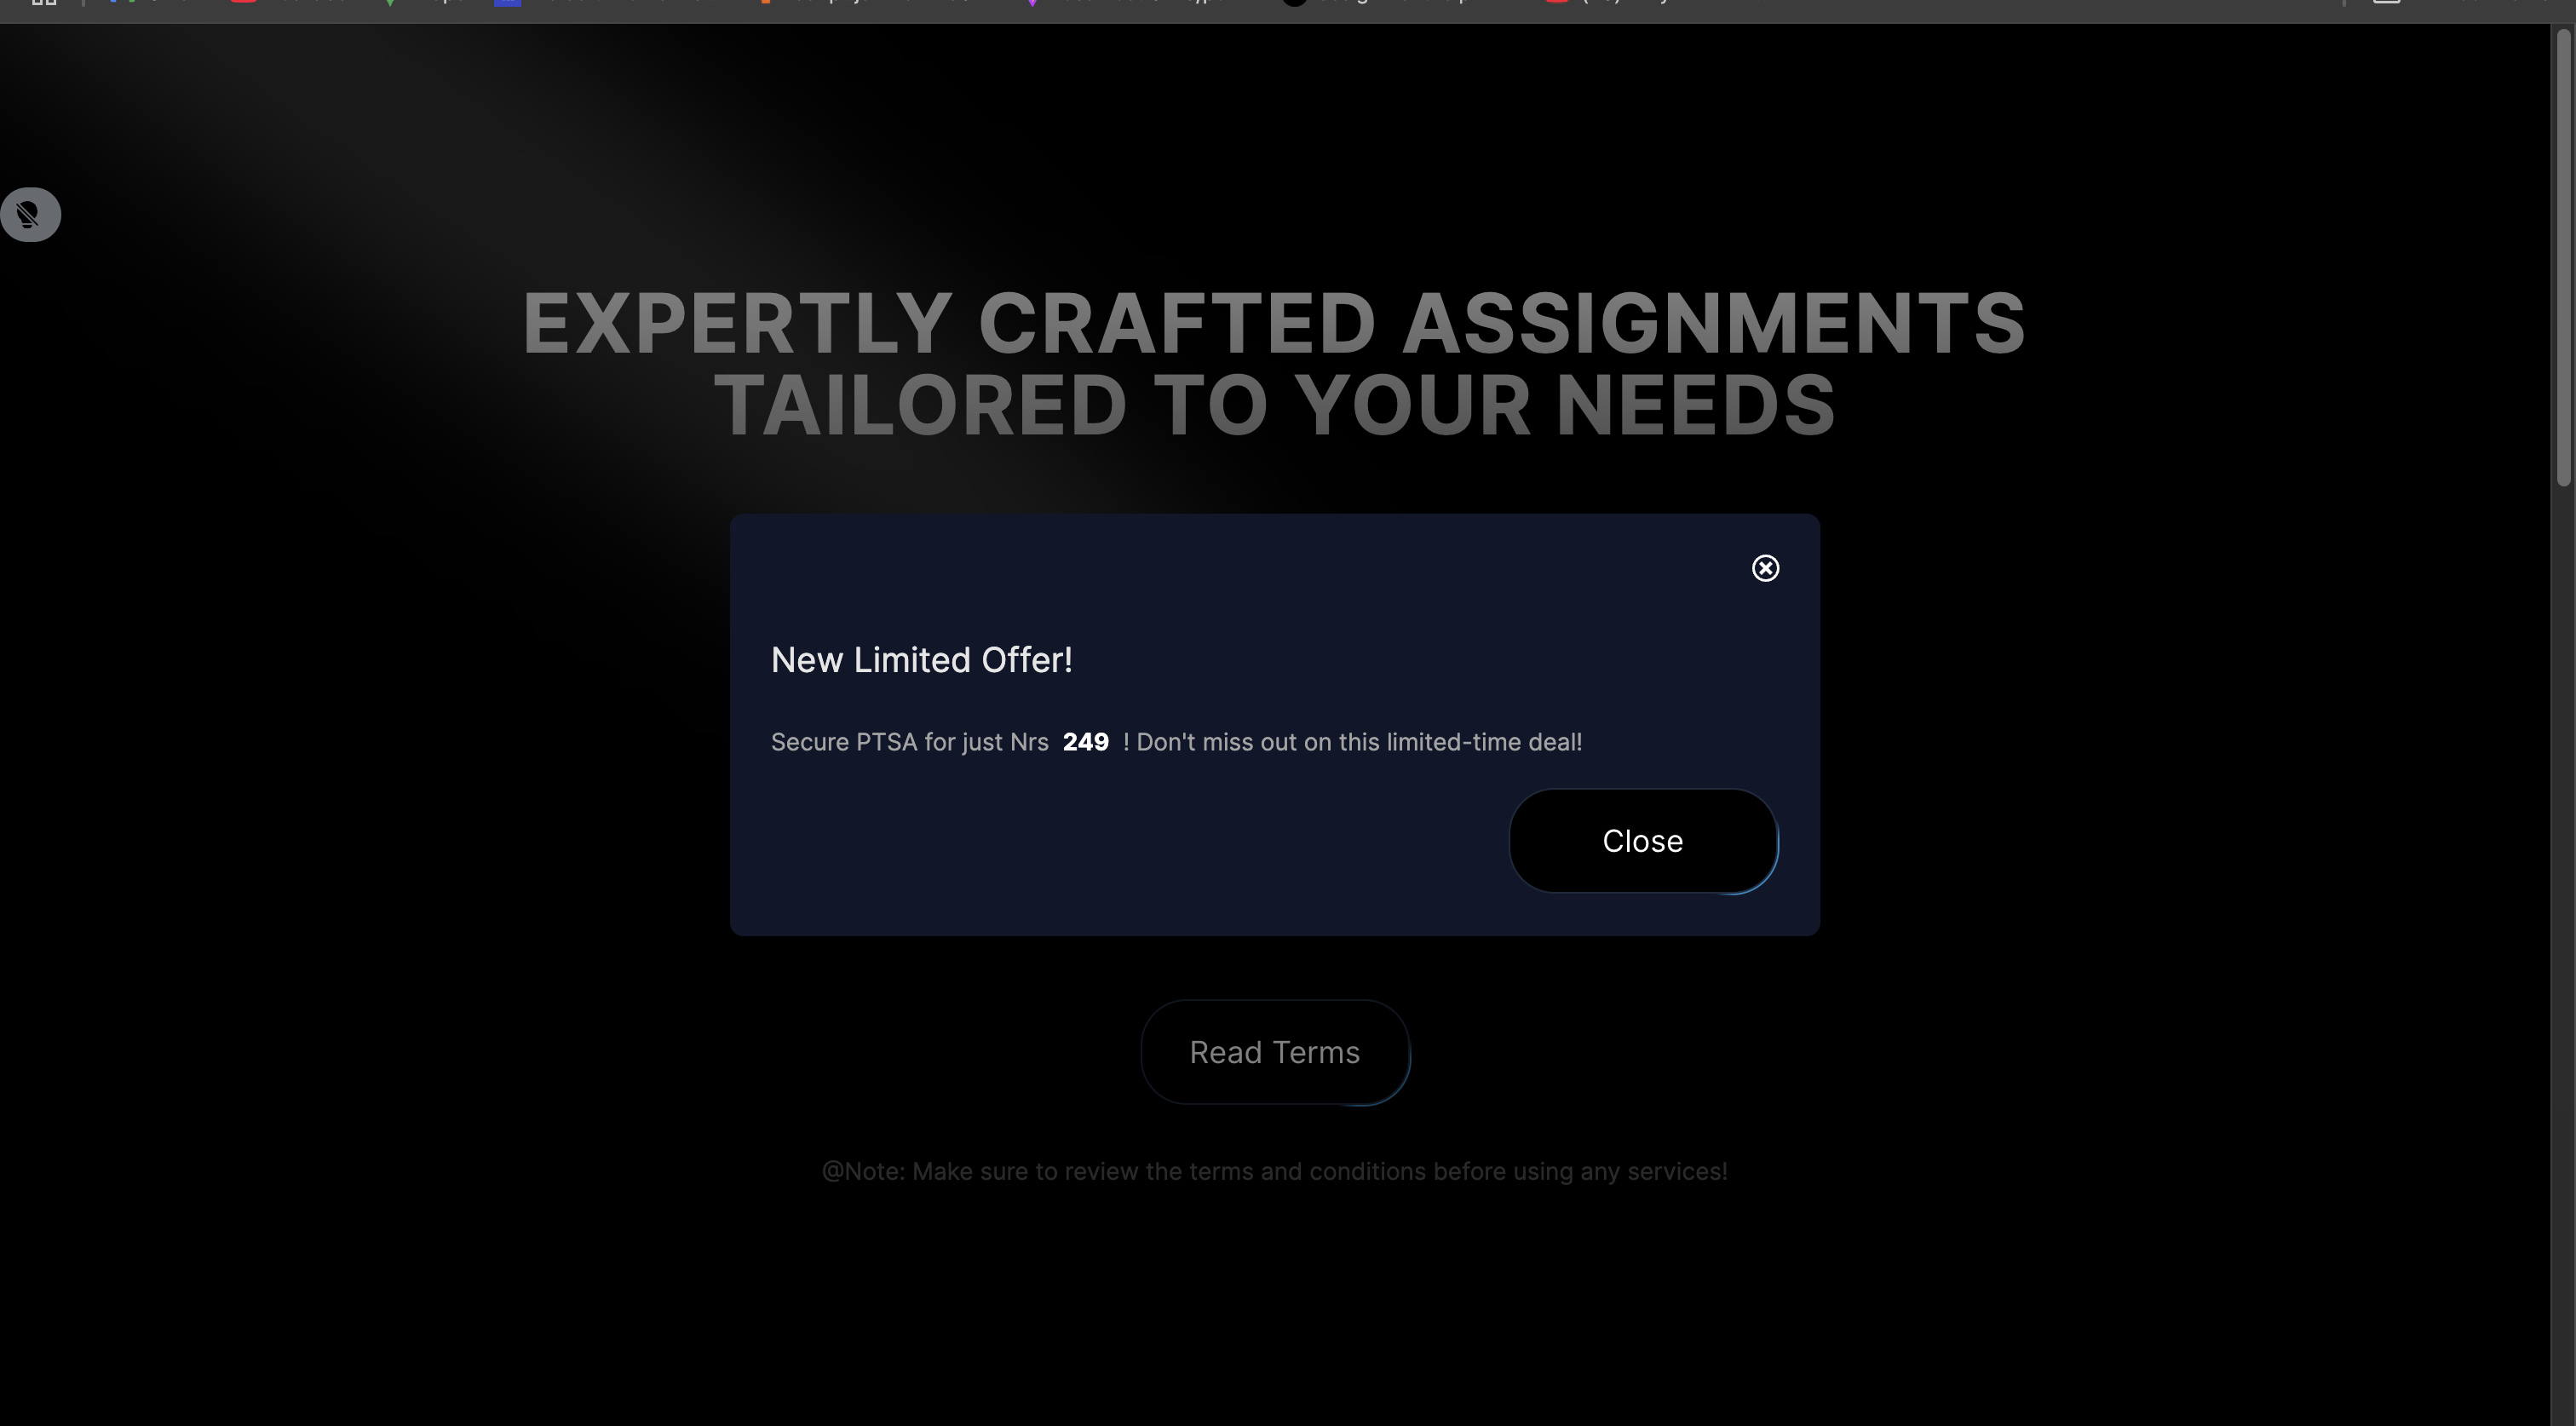 EXPERTLY CRAFTED ASSIGNMENTS
TAILORED TO YOUR NEEDS
New Limited Offer!
Secure PTSA for just Nrs 249 ! Don't miss out on this limited-time deal!
Close
Read Terms
@Note: Make sure to review the terms and conditions before using any services!